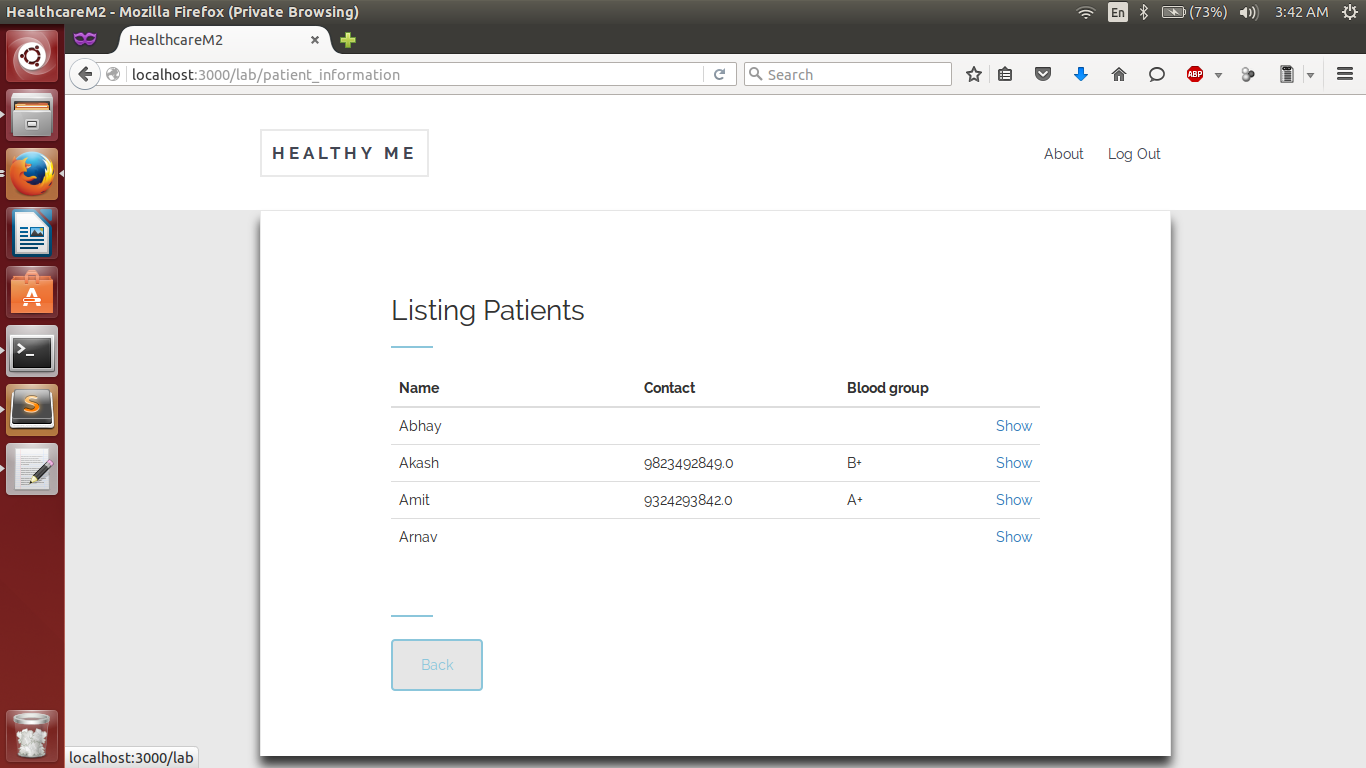 HealthcareM2 - Mozilla Firefox (Private Browsing) En (73%) 3:42 AM
HealthcareM2
localhost:3000/lab/patient_information Search ABP
HEALTHY ME About Log Out
Listing Patients
Name Contact Blood group
Abhay Show
Akash 9823492849.0 B+ Show
Amit 9324293842.0 A+ Show
Arnav Show
Back
localhost:3000/lab